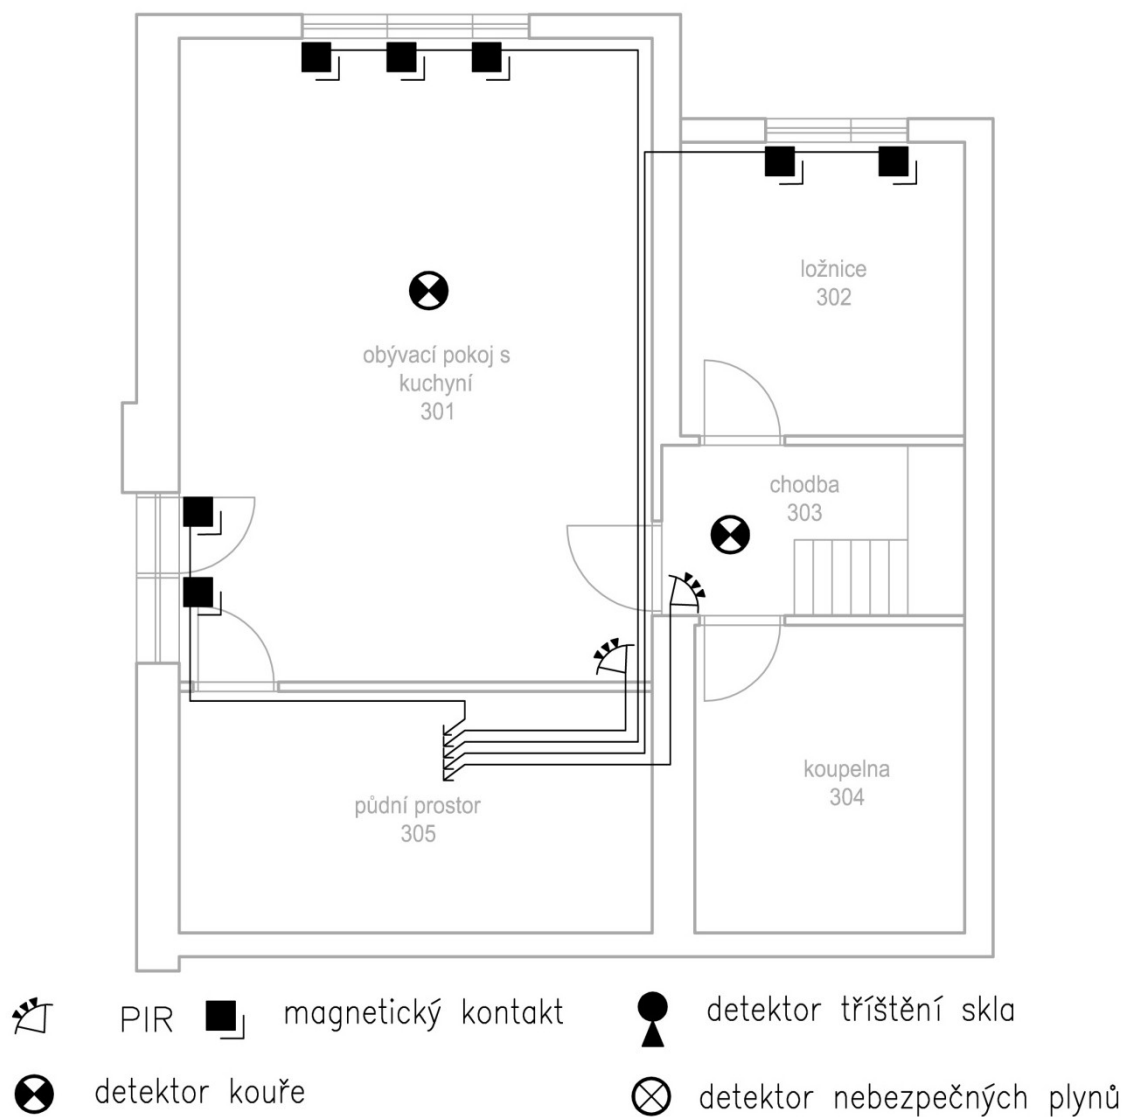 ložnice
302
obývací pokoj s
kuchyní
301
chodba
303
koupelna
304
půdní prostor
305
PIR
magnetický kontakt
detektor tříštění skla
detektor kouře
detektor nebezpečných plynů